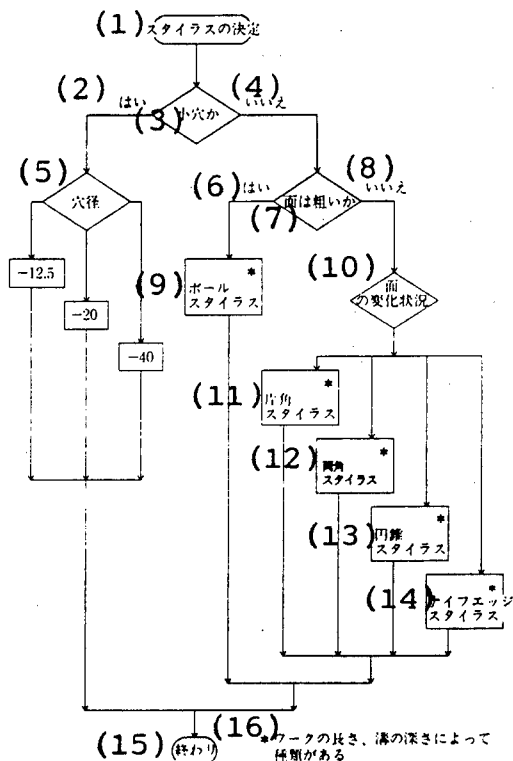 (1)
スタイラスの決定
(2)
はい
(3)
小穴か
(4)
いいえ
(5)
穴径
(6)
はい
(7)
面は粗いか
(8)
いいえ
-12.5
-20
-40
(9)
*
ボール
スタイラス
(10)
面
の変化状況
(11)
*
片角
スタイラス
(12)
*
両角
スタイラス
(13)
*
円錐
スタイラス
(14)
*
ナイフエッジ
スタイラス
(15)
終わり
(16)
*ワークの長さ、溝の深さによって
種類がある